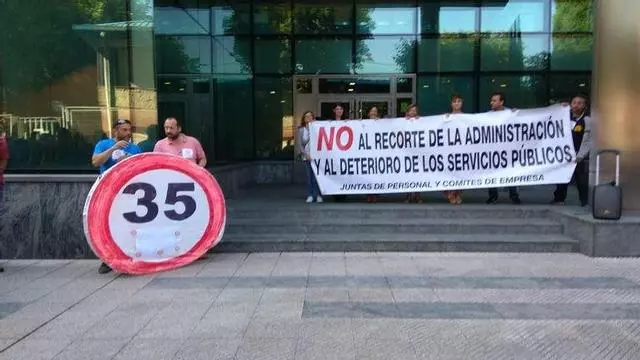 NO AL RECORTE DE LA ADMINISTRACIÓN
Y AL DETERIORO DE LOS SERVICIOS PÚBLICOS
JUNTAS DE PERSONAL Y COMITÉS DE EMPRESA
35